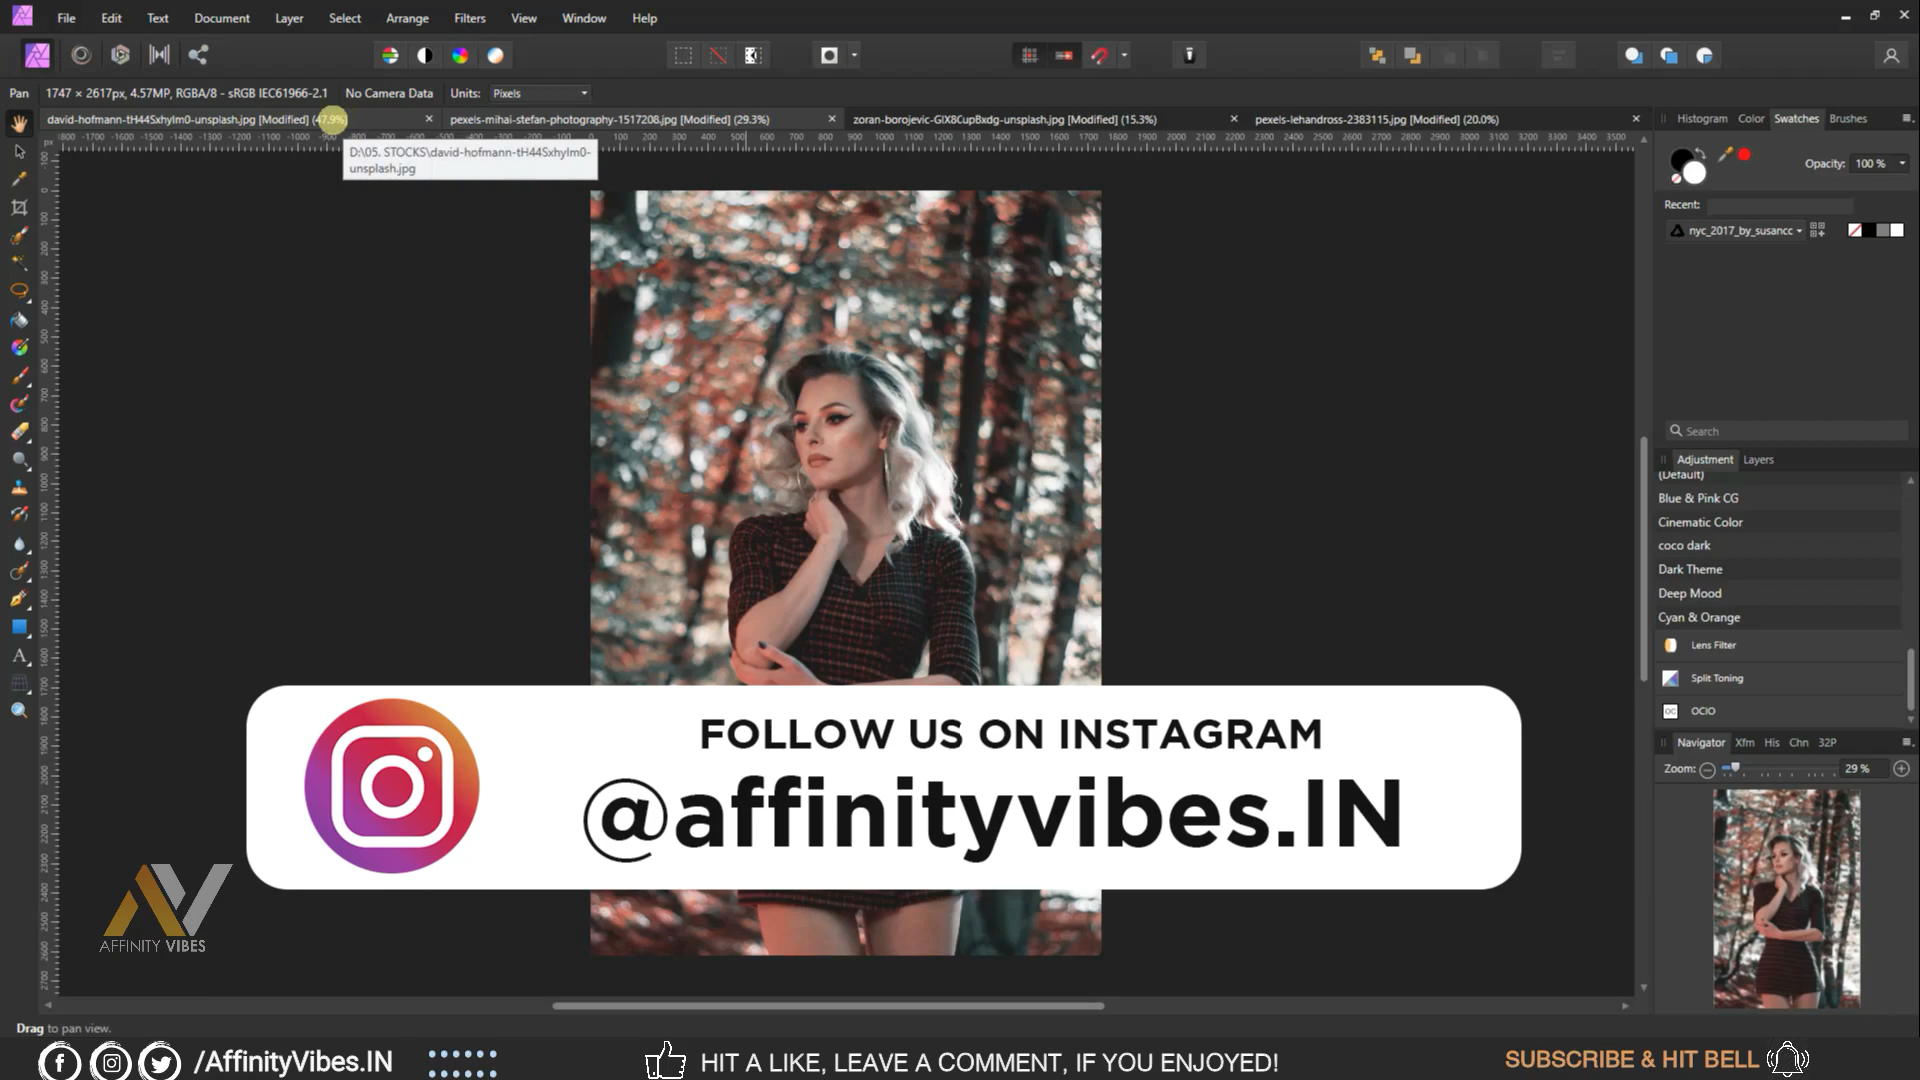 File Edit Text Document Layer Select Arrange Filters View Window Help
Pan 1747 × 2617px, 4.57MP, RGBA/8 - sRGB IEC61966-2.1 No Camera Data Units: Pixels
david-hofmann-tH44Sxhylm0-unsplash.jpg [Modified] (47.9%) pexels-mihai-stefan-photography-1517208.jpg [Modified] (29.3%) zoran-borojevic-GIX8CupBxdg-unsplash.jpg [Modified] (15.3%) pexels-lehandross-2383115.jpg [Modified] (20.0%)
D:\05. STOCKS\david-hofmann-tH44Sxhylm0-
unsplash.jpg
Histogram Color Swatches Brushes
Opacity: 100 %
Recent:
nyc_2017_by_susancc
Search
Adjustment Layers
(Default)
Blue & Pink CG
Cinematic Color
coco dark
Dark Theme
Deep Mood
Cyan & Orange
Lens Filter
Split Toning
OCIO
Navigator Xfm His Chn 32P
Zoom: 29 %
FOLLOW US ON INSTAGRAM
@affinityvibes.IN
AFFINITY VIBES
Drag to pan view.
/AffinityVibes.IN
HIT A LIKE, LEAVE A COMMENT, IF YOU ENJOYED!
SUBSCRIBE & HIT BELL